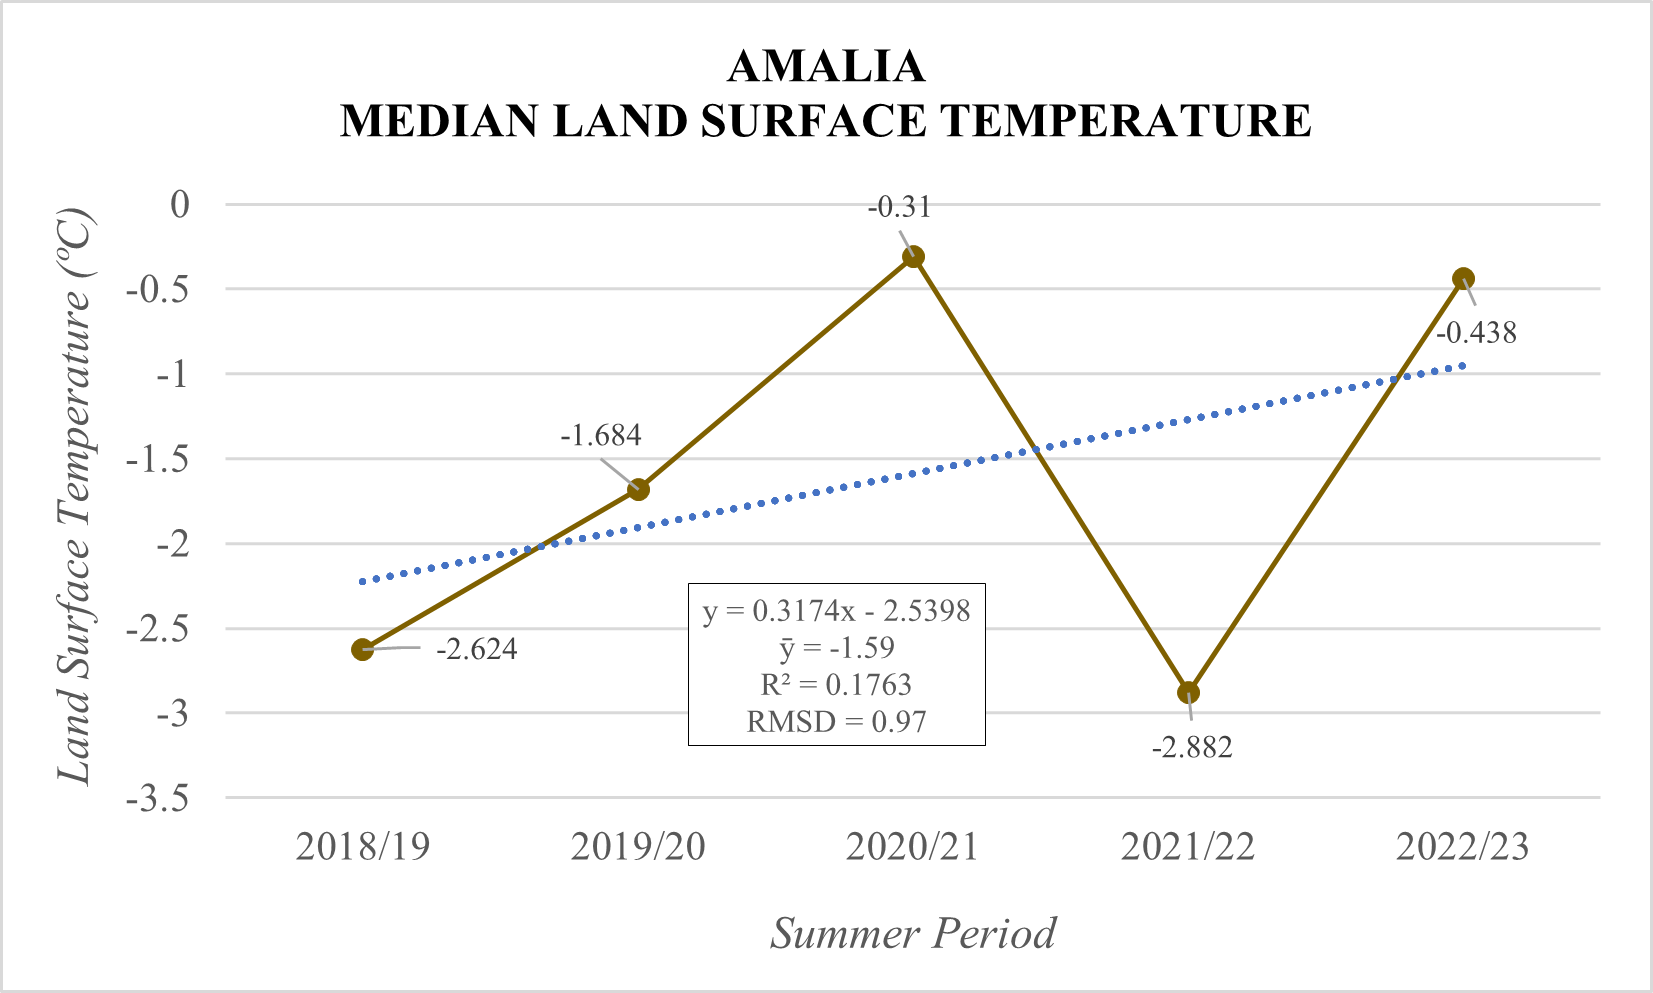 AMALIA
MEDIAN LAND SURFACE TEMPERATURE
Land Surface Temperature (ºC)
0
-0.5
-1
-1.5
-2
-2.5
-3
-3.5
-2.624
-1.684
-0.31
-2.882
-0.438
y = 0.3174x - 2.5398
ȳ = -1.59
R² = 0.1763
RMSD = 0.97
2018/19 2019/20 2020/21 2021/22 2022/23
Summer Period